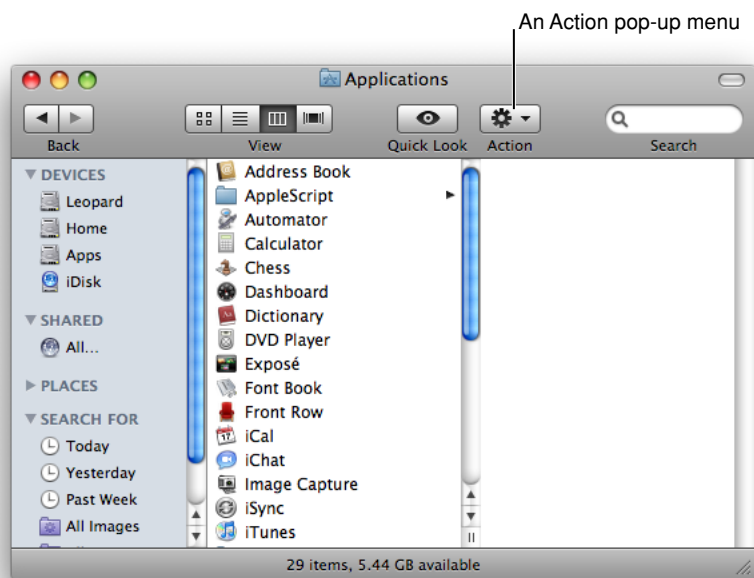 An Action pop-up menu
Applications
Back
View
Quick Look
Action
Search
DEVICES
Leopard
Home
Apps
iDisk
SHARED
All...
PLACES
SEARCH FOR
Today
Yesterday
Past Week
All Images
Address Book
AppleScript
Automator
Calculator
Chess
Dashboard
Dictionary
DVD Player
Exposé
Font Book
Front Row
iCal
iChat
Image Capture
iSync
iTunes
29 items, 5.44 GB available